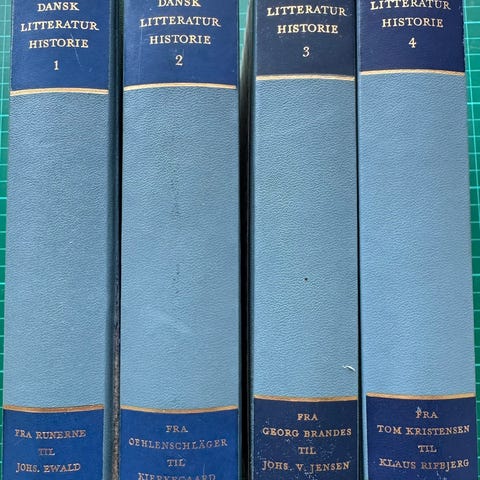 DANSK
LITTERATUR
HISTORIE
1
FRA RUNERNE
TIL
JOHS. EWALD
DANSK
LITTERATUR
HISTORIE
2
FRA
OEHLENSCHLÄGER
TIL
KIERKEGAARD
LITTERATUR
HISTORIE
3
FRA
GEORG BRANDES
TIL
JOHS. V. JENSEN
LITTERATUR
HISTORIE
4
FRA
TOM KRISTENSEN
TIL
KLAUS RIFBJERG